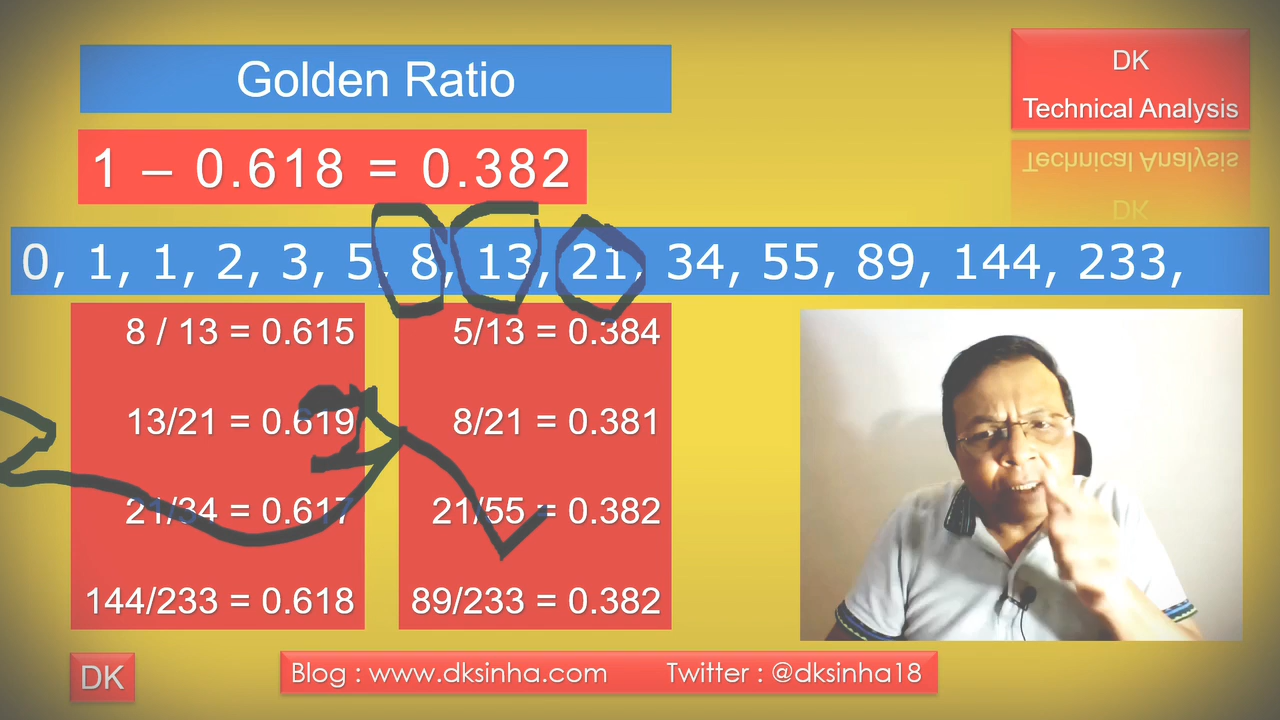 Golden Ratio
DK
Technical Analysis
1 – 0.618 = 0.382
Technical Analysis
DK
0, 1, 1, 2, 3, 5, 8, 13, 21, 34, 55, 89, 144, 233,
8 / 13 = 0.615
13/21 = 0.619
21/34 = 0.617
144/233 = 0.618
5/13 = 0.384
8/21 = 0.381
21/55 = 0.382
89/233 = 0.382
DK
Blog : www.dksinha.com Twitter : @dksinha18